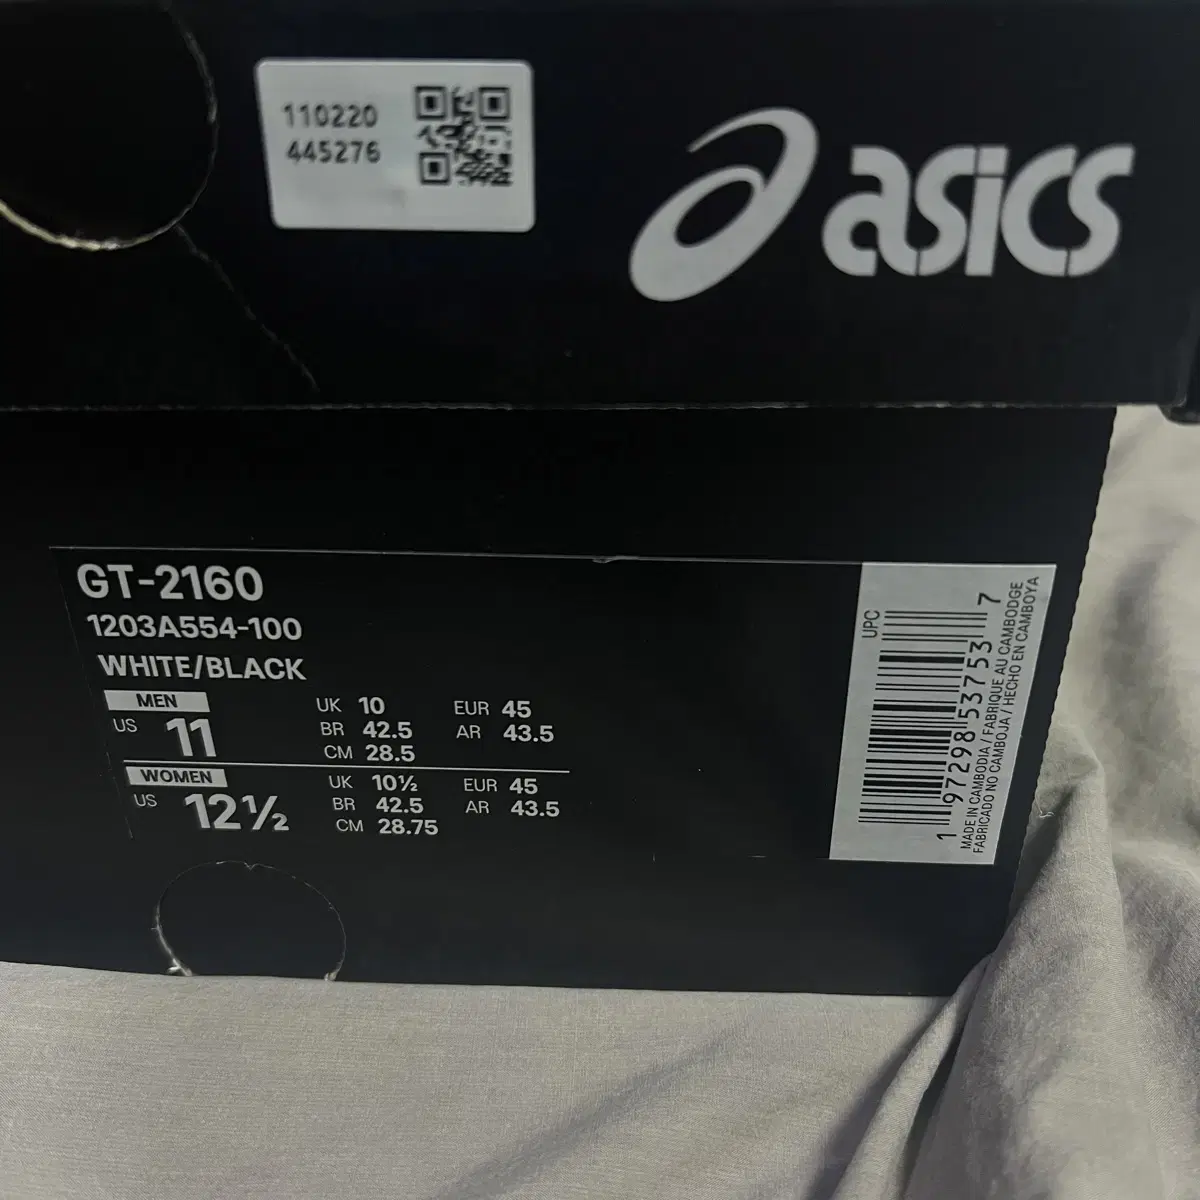 110220
445276
asics
GT-2160
1203A554-100
WHITE/BLACK
MEN
US 11
UK 10 EUR 45
BR 42.5 AR 43.5
CM 28.5
WOMEN
US 12½
UK 10½ EUR 45
BR 42.5 AR 43.5
CM 28.75
UPC
1 97298 53753 7
MADE IN CAMBODIA / FABRIQUE AU CAMBODGE
FABRICADO NO CAMBOJA / HECHO EN CAMBOYA